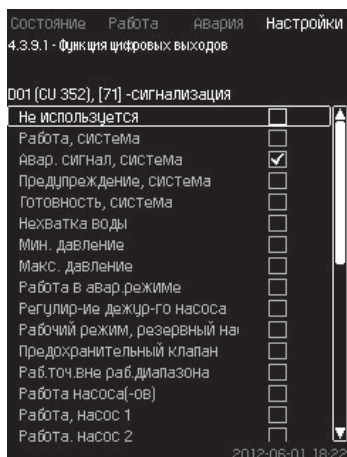 Состояние Работа Авария Настройки
4.3.9.1 - Функция цифровых выходов
DO1 (CU 352), [71] -сигнализация
Не используется
Работа, система
Авар. сигнал, система
Предупреждение, система
Готовность, система
Нехватка воды
Мин. давление
Макс. давление
Работа в авар.режиме
Регулир-ие дежур-го насоса
Рабочий режим, резервный на
Предохранительный клапан
Раб.точ.вне раб.диапазона
Работа насоса(-ов)
Работа, насос 1
Работа. насос 2
2012-06-01 18:22